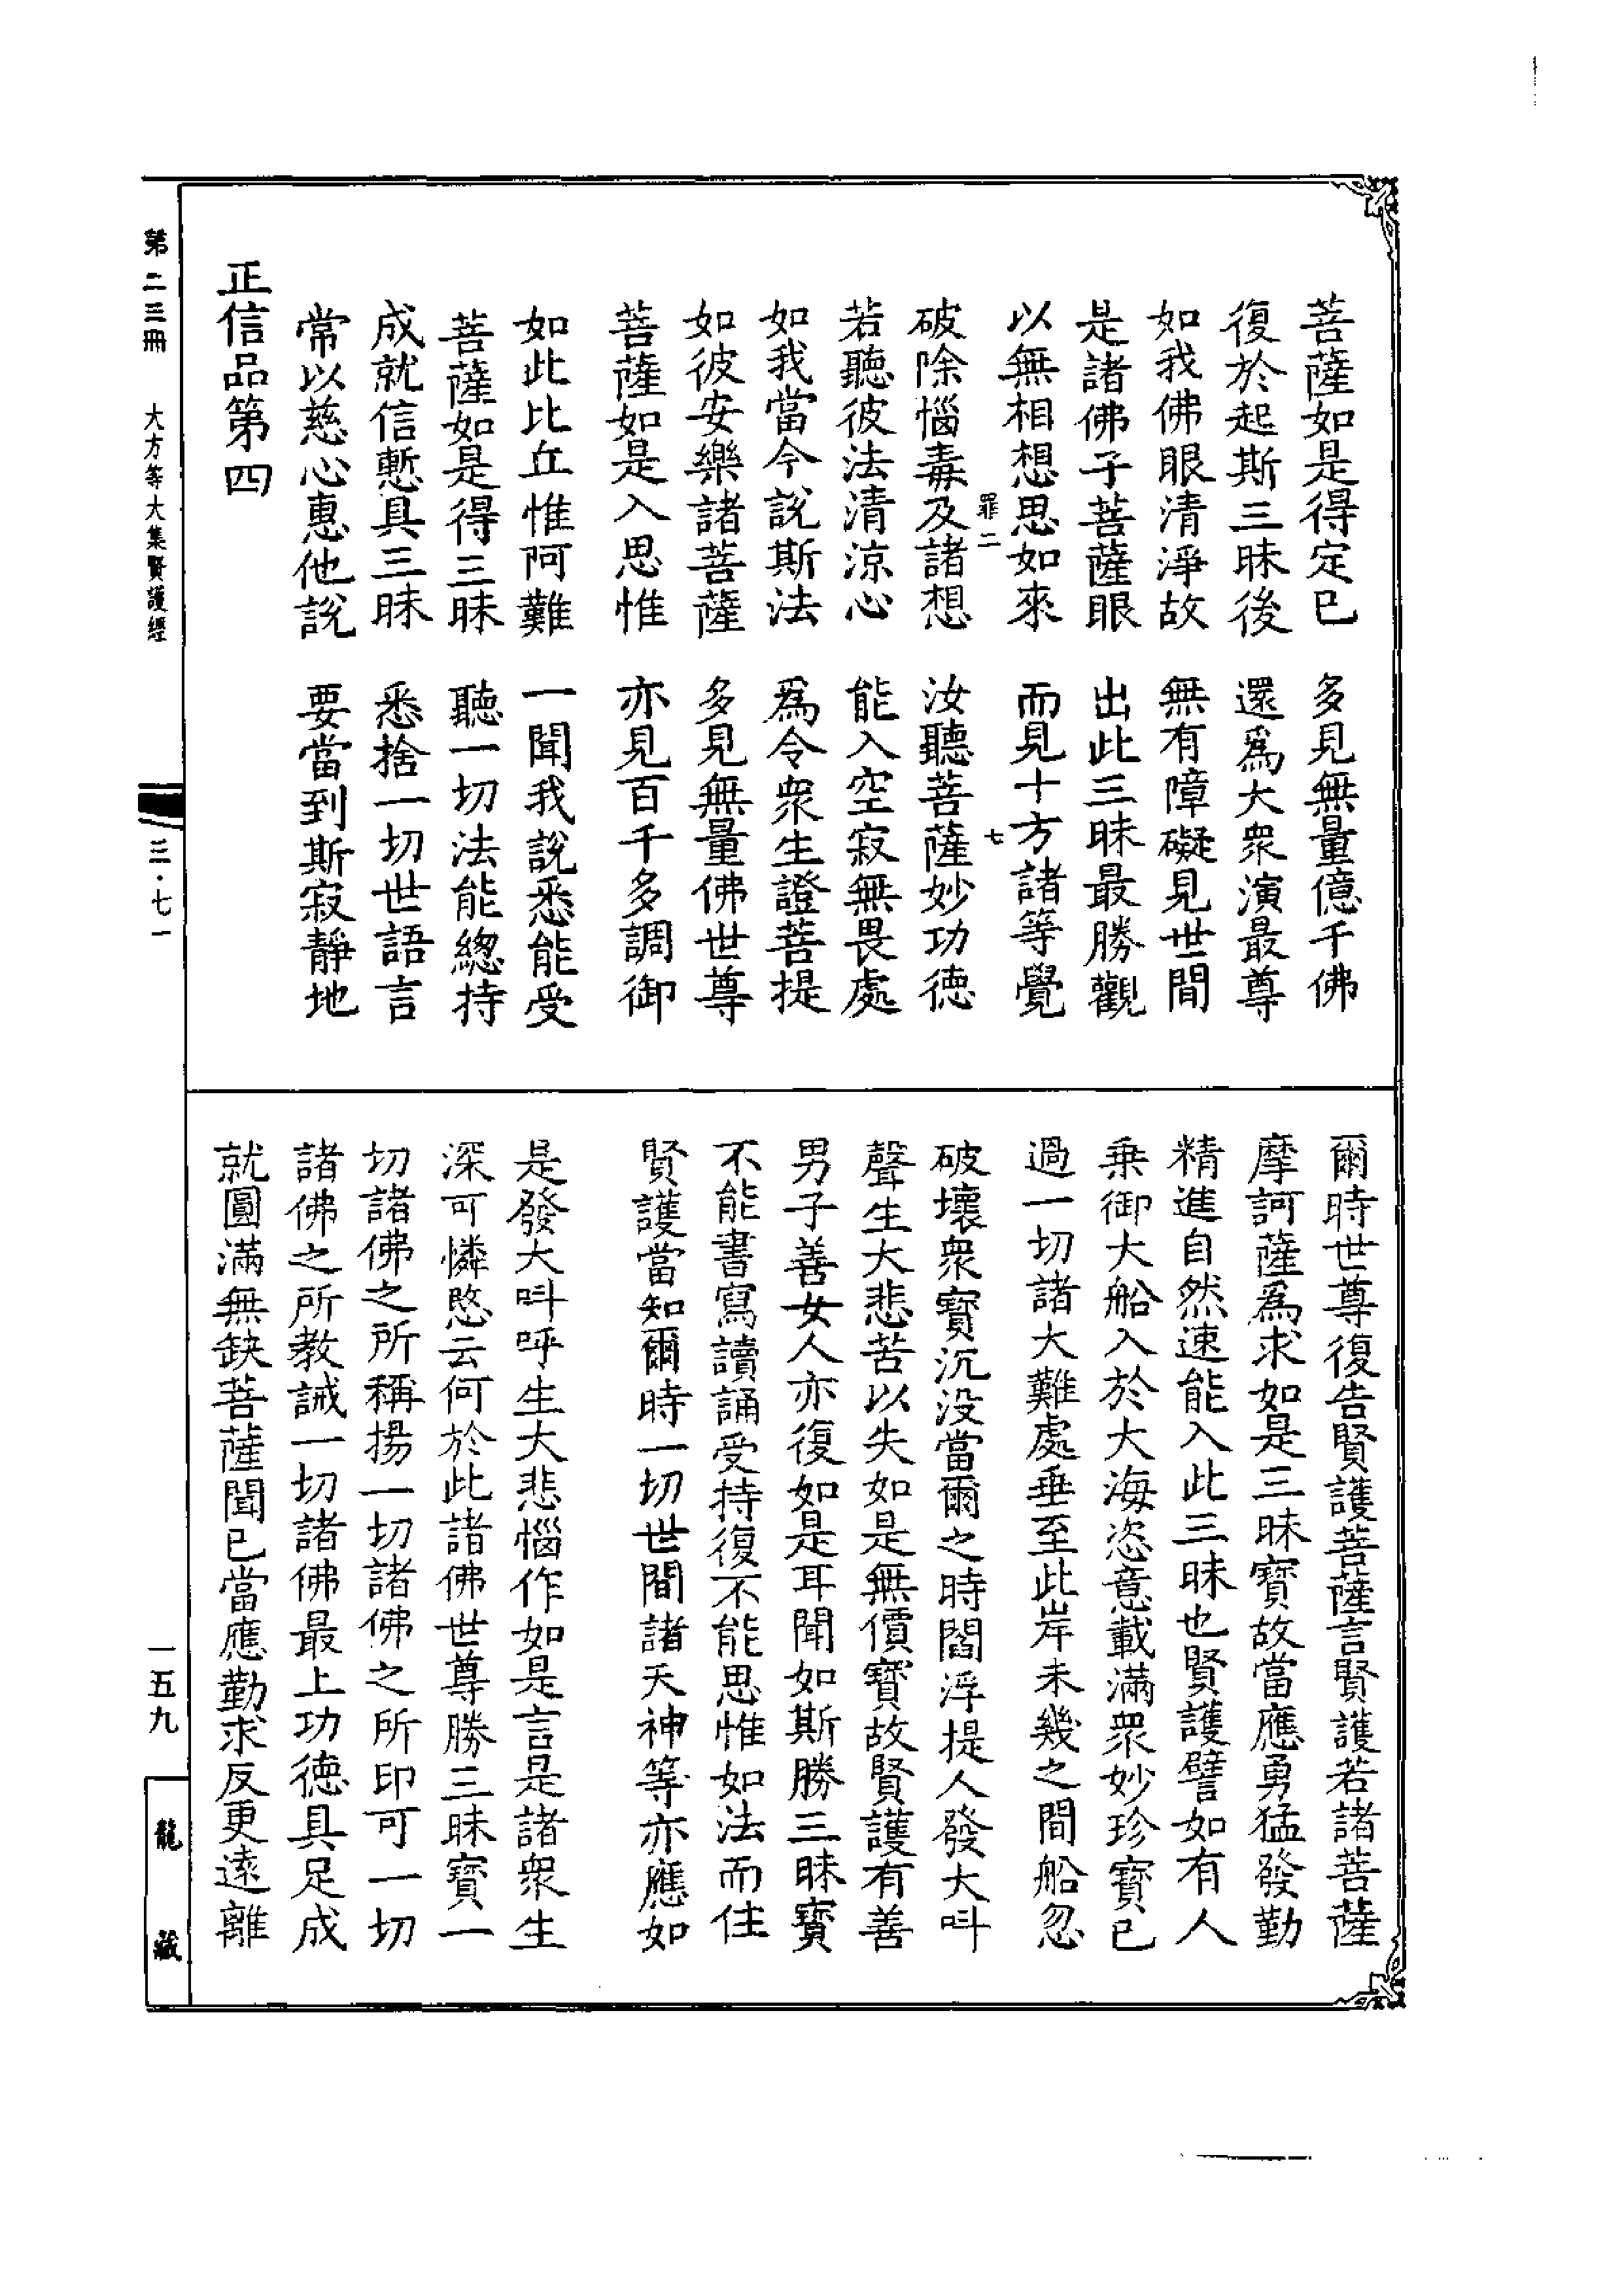 菩薩如是得定已　多見無量億千佛
復於起斯三昧後　還爲大衆演最尊
如我佛眼清淨故　無有障礙見世間
是諸佛子菩薩眼　出此三昧最勝觀
以無相想思如來　而見十方諸等覺
罪二　七
破除惱毒及諸想　汝聽菩薩妙功德
若聽彼法清涼心　能入空寂無畏處
如我當今說斯法　爲令衆生證菩提
如彼安樂諸菩薩　多見無量佛世尊
菩薩如是入思惟　亦見百千多調御
如此比丘惟阿難　一聞我說悉能受
菩薩如是得三昧　聽一切法能總持
成就信慙具三昧　悉捨一切世語言
常以慈心惠他說　要當到斯寂靜地
正信品第四
爾時世尊復告賢護菩薩言賢護若諸菩薩
摩訶薩爲求如是三昧寶故當應勇猛發勤
精進自然速能入此三昧也賢護譬如有人
乗御大船入於大海恣意載滿衆妙珍寶已
過一切諸大難處垂至此岸未幾之間船忽
破壞衆寶沉没當爾之時閻浮提人發大叫
聲生大悲苦以失如是無價寶故賢護有善
男子善女人亦復如是耳聞如斯勝三昧寶
不能書寫讀誦受持復不能思惟如法而住
賢護當知爾時一切世間諸天神等亦應如
是發大叫呼生大悲惱作如是言是諸衆生
深可憐愍云何於此諸佛世尊勝三昧寶一
切諸佛之所稱揚一切諸佛之所印可一切
諸佛之所教誡一切諸佛最上功德具足成
就圓滿無缺菩薩聞已當應勤求反更遠離
第二三冊　大方等大集賢護經
三·七一
一五九
龍藏